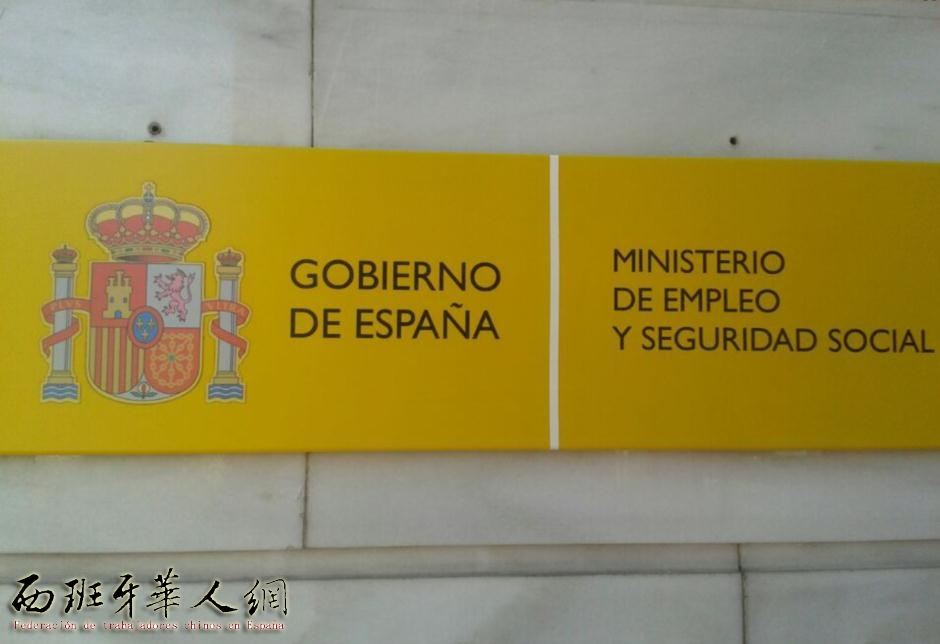 GOBIERNO
DE ESPAÑA
MINISTERIO
DE EMPLEO
Y SEGURIDAD SOCIAL
西班牙華人網
Federación de trabajadores chinos en España